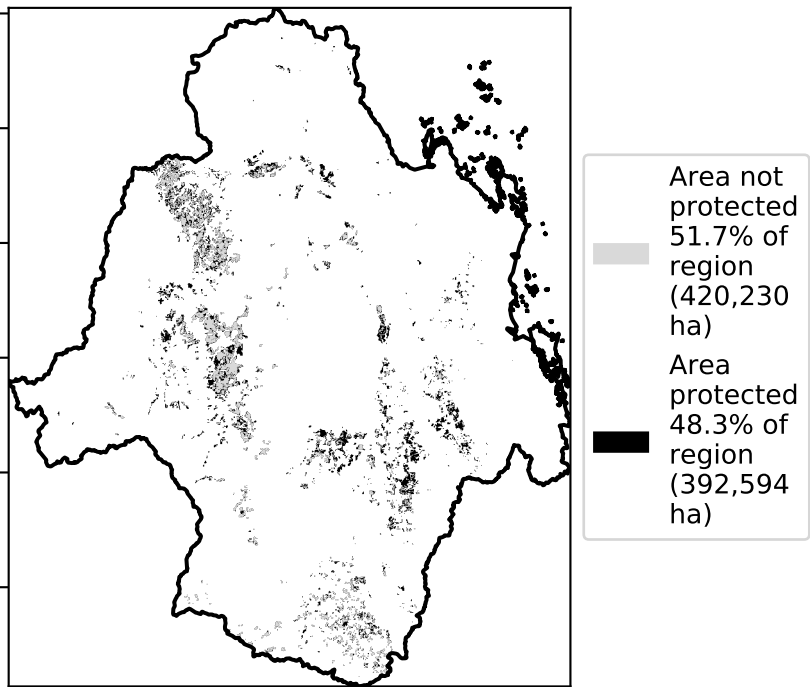 Area not
protected
51.7% of
region
(420,230
ha)
Area
protected
48.3% of
region
(392,594
ha)